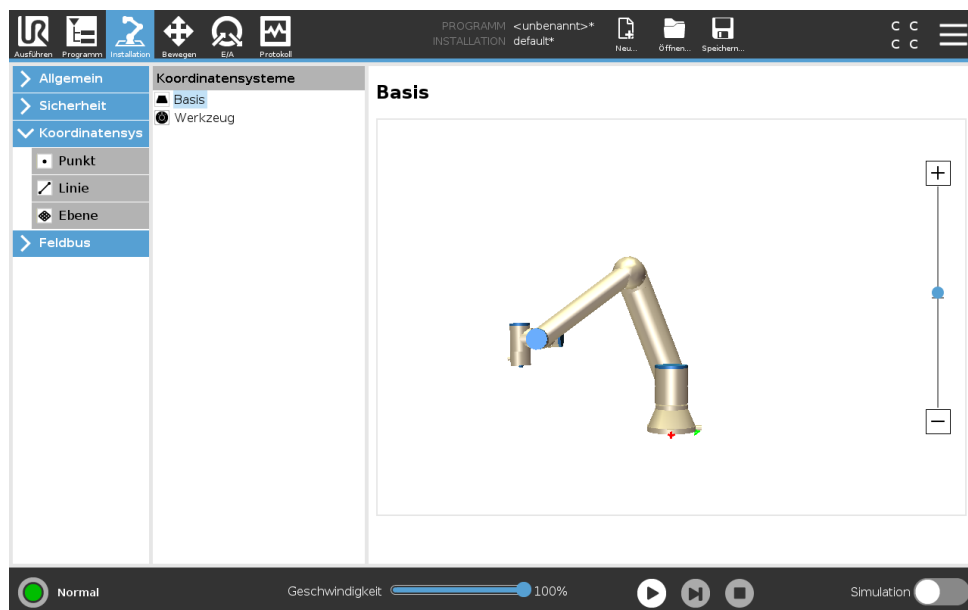 PROGRAMM <unbenannt>*
INSTALLATION default*
Ausführen Programm Installation Bewegen E/A Protokoll
Neu... Öffnen... Speichern...
C C
C C
Allgemein
Sicherheit
Koordinatensys
Punkt
Linie
Ebene
Feldbus
Koordinatensysteme
Basis
Werkzeug
Basis
Normal
Geschwindigkeit 100%
Simulation